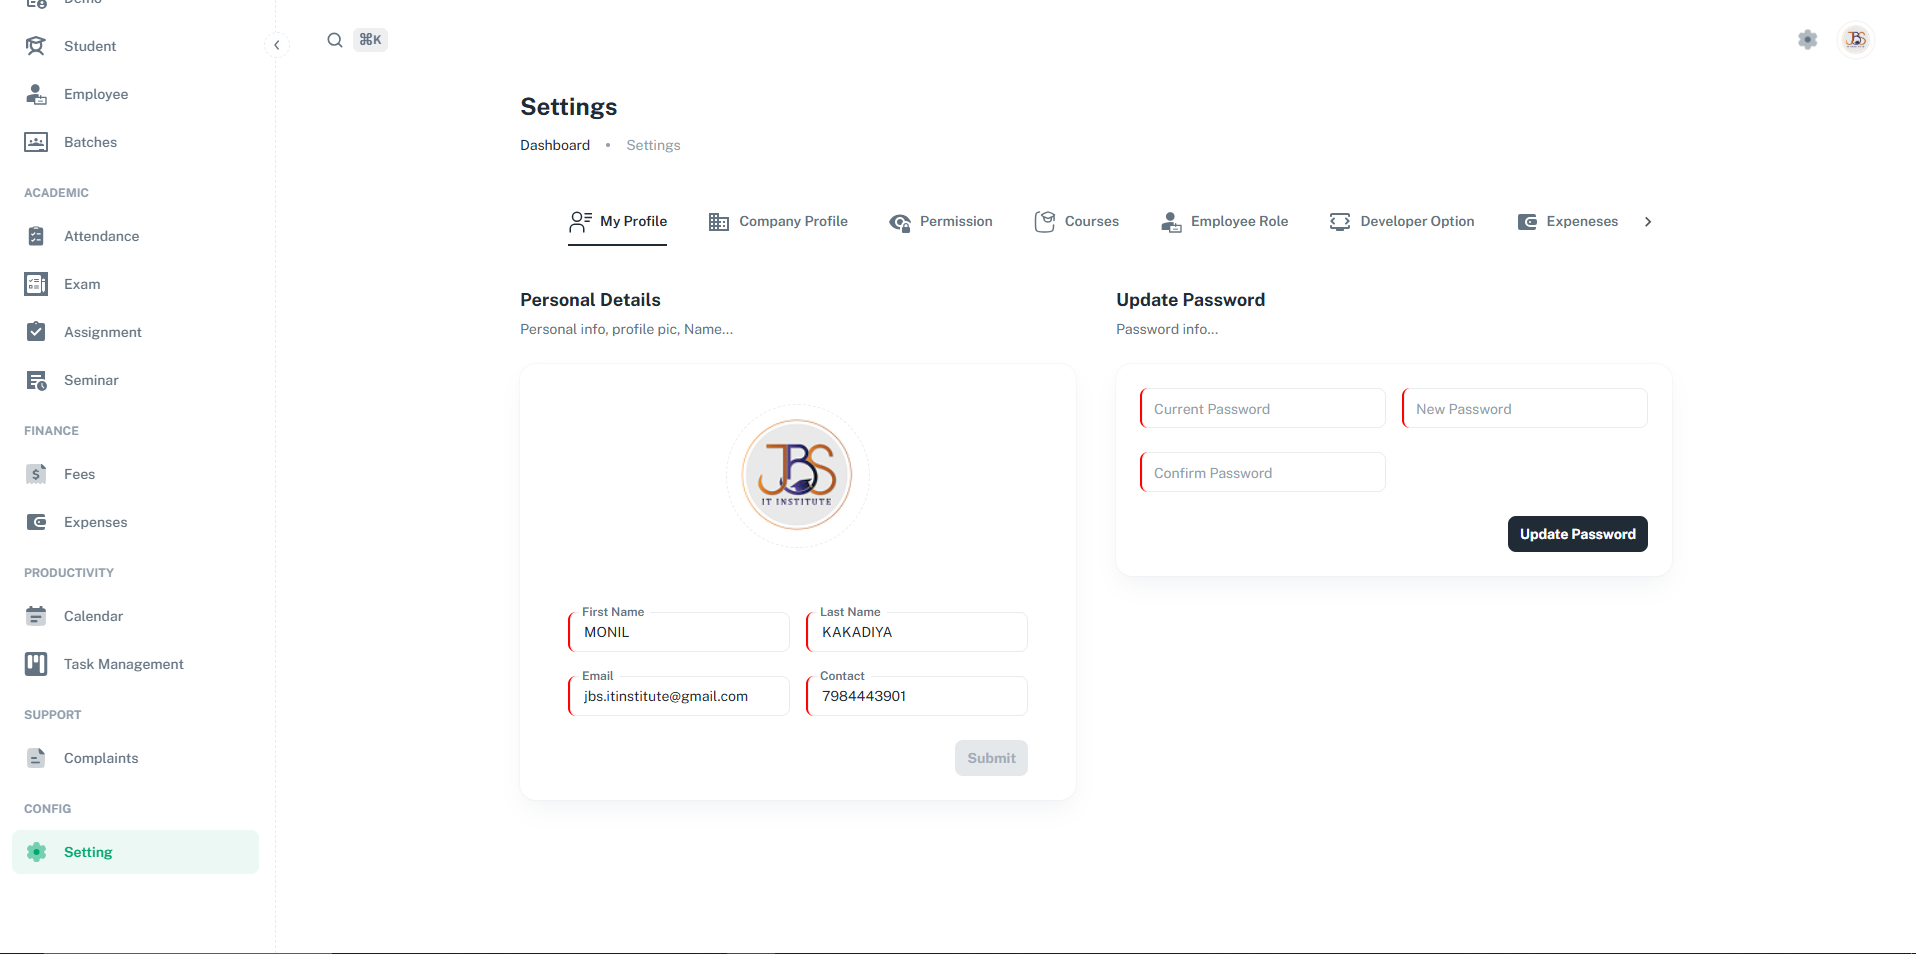 Demo
Student
Employee
Batches
ACADEMIC
Attendance
Exam
Assignment
Seminar
FINANCE
Fees
Expenses
PRODUCTIVITY
Calendar
Task Management
SUPPORT
Complaints
CONFIG
Setting
⌘K
JBS
Settings
Dashboard • Settings
My Profile Company Profile Permission Courses Employee Role Developer Option Expeneses
Personal Details
Personal info, profile pic, Name...
JBS
IT INSTITUTE
First Name Last Name
MONIL KAKADIYA
Email Contact
jbs.itinstitute@gmail.com 7984443901
Submit
Update Password
Password info...
Current Password New Password
Confirm Password
Update Password